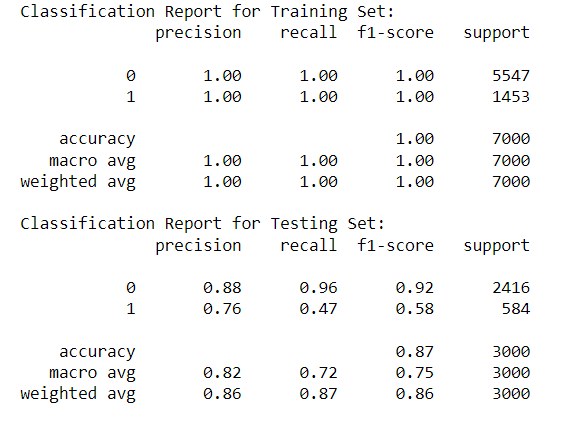 Classification Report for Training Set:
precision recall f1-score support
0 1.00 1.00 1.00 5547
1 1.00 1.00 1.00 1453
accuracy 1.00 7000
macro avg 1.00 1.00 1.00 7000
weighted avg 1.00 1.00 1.00 7000
Classification Report for Testing Set:
precision recall f1-score support
0 0.88 0.96 0.92 2416
1 0.76 0.47 0.58 584
accuracy 0.87 3000
macro avg 0.82 0.72 0.75 3000
weighted avg 0.86 0.87 0.86 3000